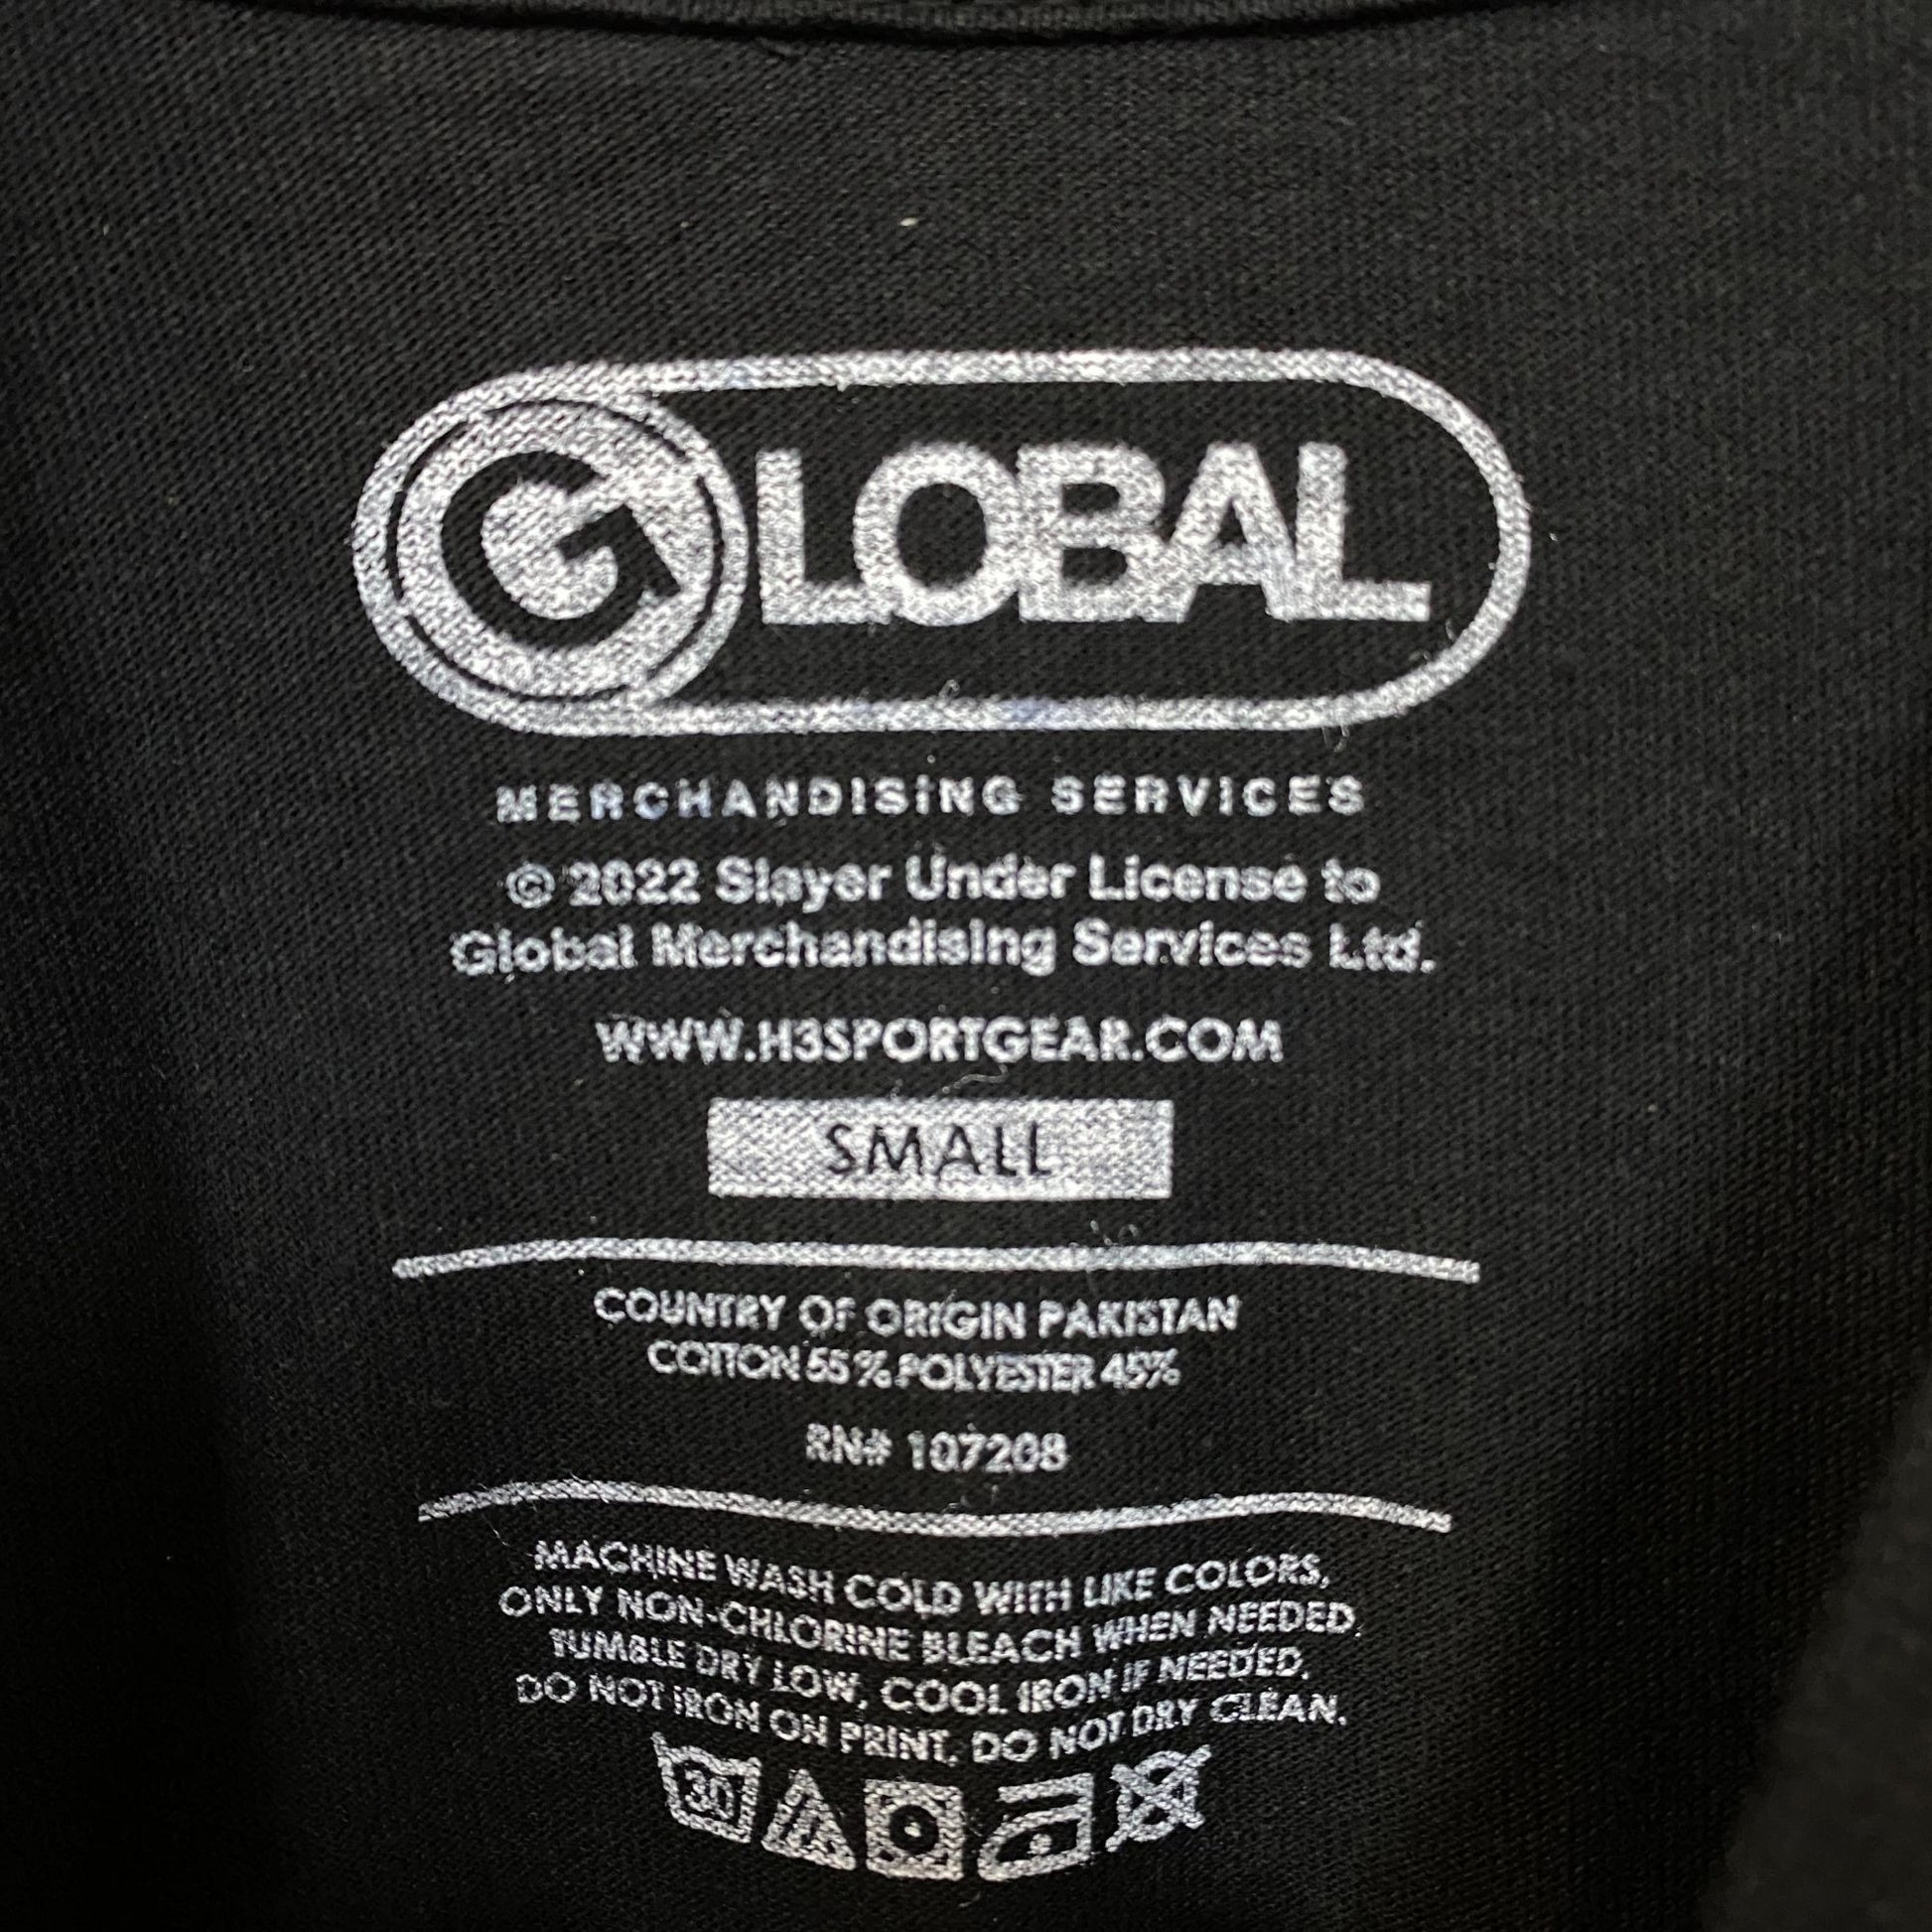 GLOBAL
MERCHANDISING SERVICES
© 2022 Slayer Under License to
Global Merchandising Services Ltd.
WWW.H3SPORTGEAR.COM
SMALL
COUNTRY OF ORIGIN PAKISTAN
COTTON 55% POLYESTER 45%
RN# 107208
MACHINE WASH COLD WITH LIKE COLORS,
ONLY NON-CHLORINE BLEACH WHEN NEEDED.
TUMBLE DRY LOW, COOL IRON IF NEEDED.
DO NOT IRON ON PRINT. DO NOT DRY CLEAN.
30